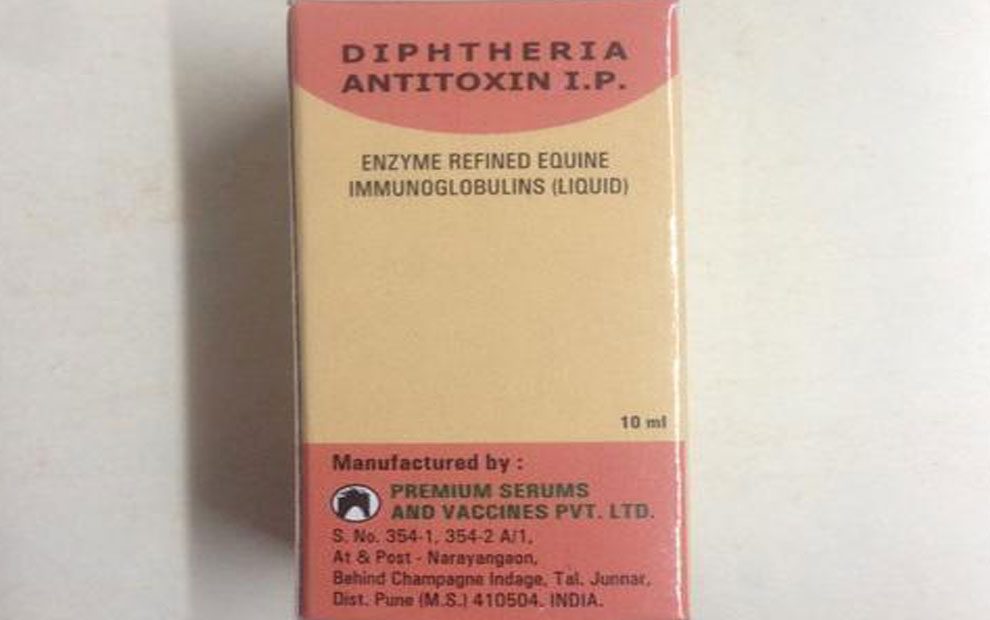 DIPHTHERIA
ANTITOXIN I.P.
ENZYME REFINED EQUINE
IMMUNOGLOBULINS (LIQUID)
10 ml
Manufactured by :
PREMIUM SERUMS
AND VACCINES PVT. LTD.
S. No. 354-1, 354-2 A/1,
At & Post - Narayangaon,
Behind Champagne Indage, Tal. Junnar,
Dist. Pune (M.S.) 410504. INDIA.